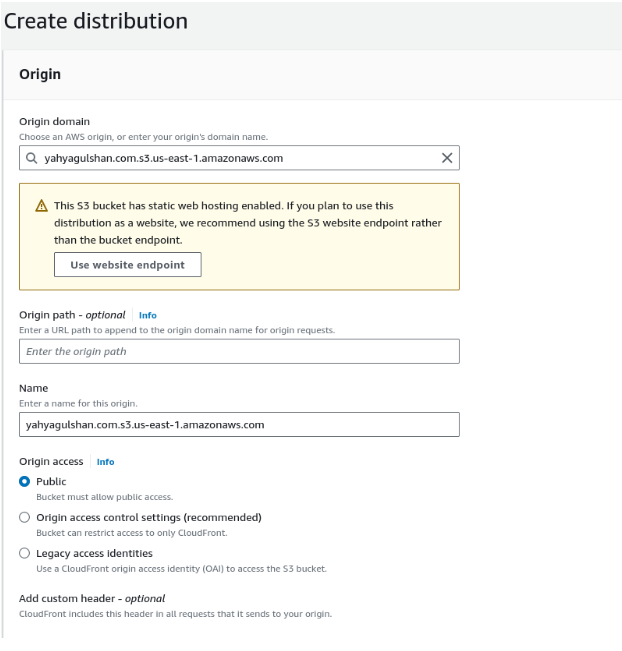 Create distribution
Origin
Origin domain
Choose an AWS origin, or enter your origin's domain name.
yahyagulshan.com.s3.us-east-1.amazonaws.com
This S3 bucket has static web hosting enabled. If you plan to use this
distribution as a website, we recommend using the S3 website endpoint rather
than the bucket endpoint.
Use website endpoint
Origin path - optional Info
Enter a URL path to append to the origin domain name for origin requests.
Enter the origin path
Name
Enter a name for this origin.
yahyagulshan.com.s3.us-east-1.amazonaws.com
Origin access Info
Public
Bucket must allow public access.
Origin access control settings (recommended)
Bucket can restrict access to only CloudFront.
Legacy access identities
Use a CloudFront origin access identity (OAI) to access the S3 bucket.
Add custom header - optional
CloudFront includes this header in all requests that it sends to your origin.